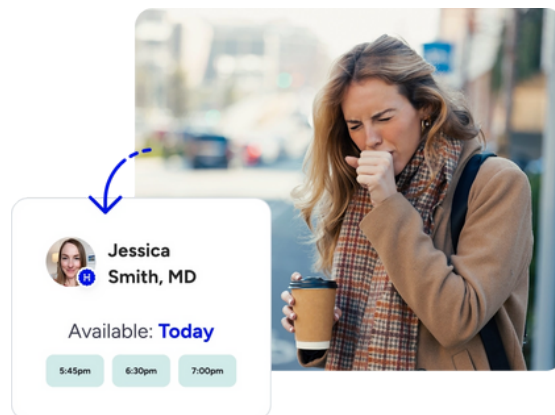 Jessica
Smith, MD
H
Available: Today
5:45pm 6:30pm 7:00pm